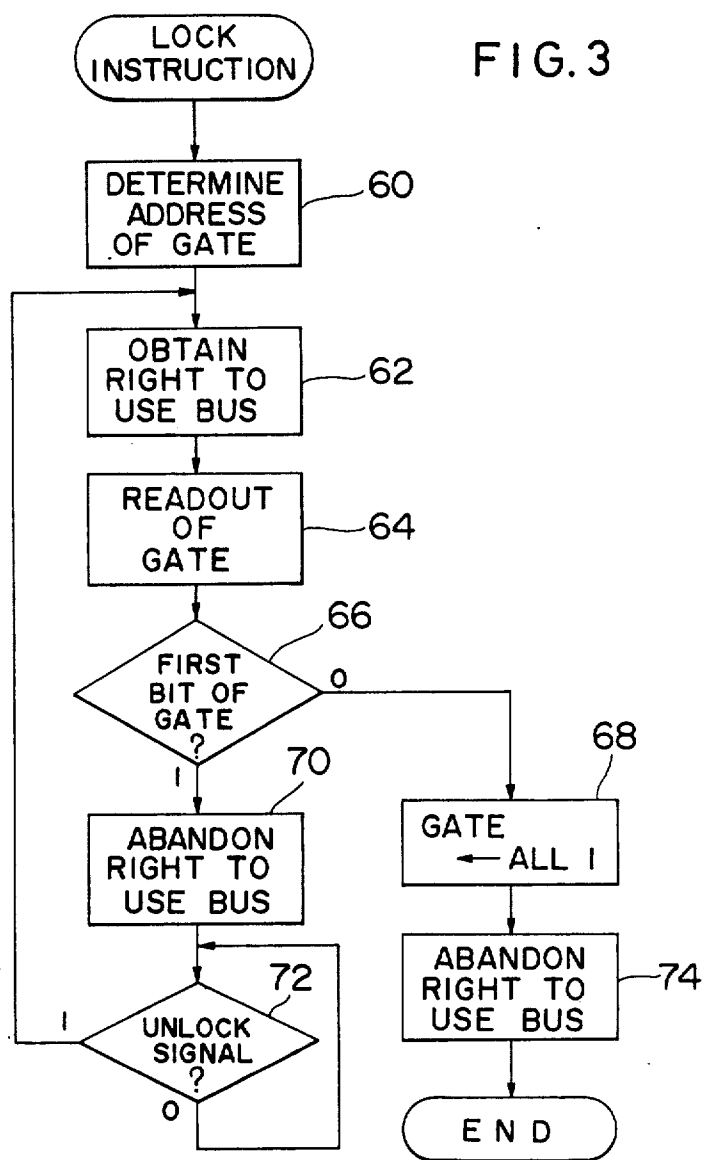 LOCK
INSTRUCTION
FIG. 3
DETERMINE
ADDRESS
OF GATE
60
OBTAIN
RIGHT TO
USE BUS
62
READOUT
OF
GATE
64
66
FIRST
BIT OF
GATE
?
0
1
70
ABANDON
RIGHT TO
USE BUS
68
GATE
← ALL 1
72
UNLOCK
SIGNAL
?
1
0
ABANDON
RIGHT TO
USE BUS
74
END